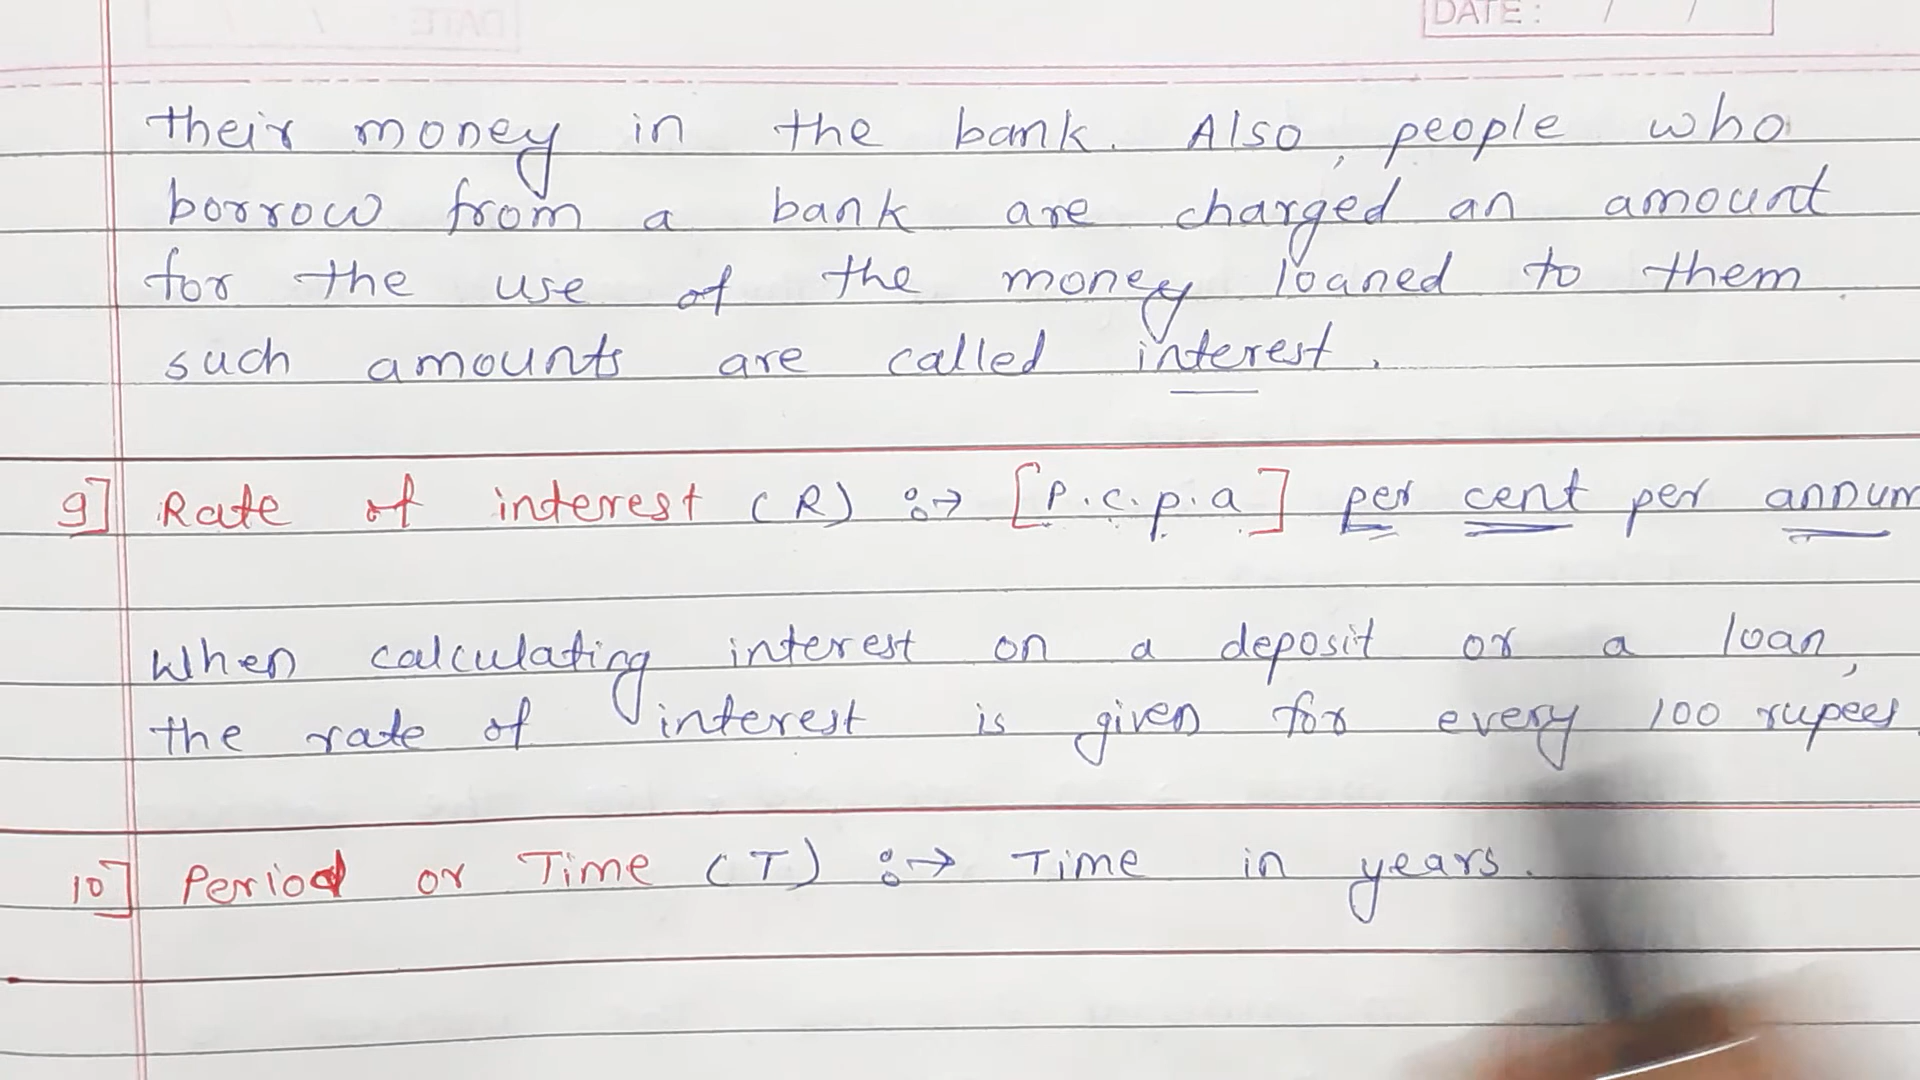 DATE : / /
their money in the bank. Also, people who
borrow from a bank are charged an amount
for the use of the money loaned to them.
such amounts are called interest.
9] Rate of interest (R) :→ [P.c.p.a] per cent per annum
When calculating interest on a deposit or a loan,
the rate of interest is given for every 100 rupees.
10] Period or Time (T) :→ Time in years.